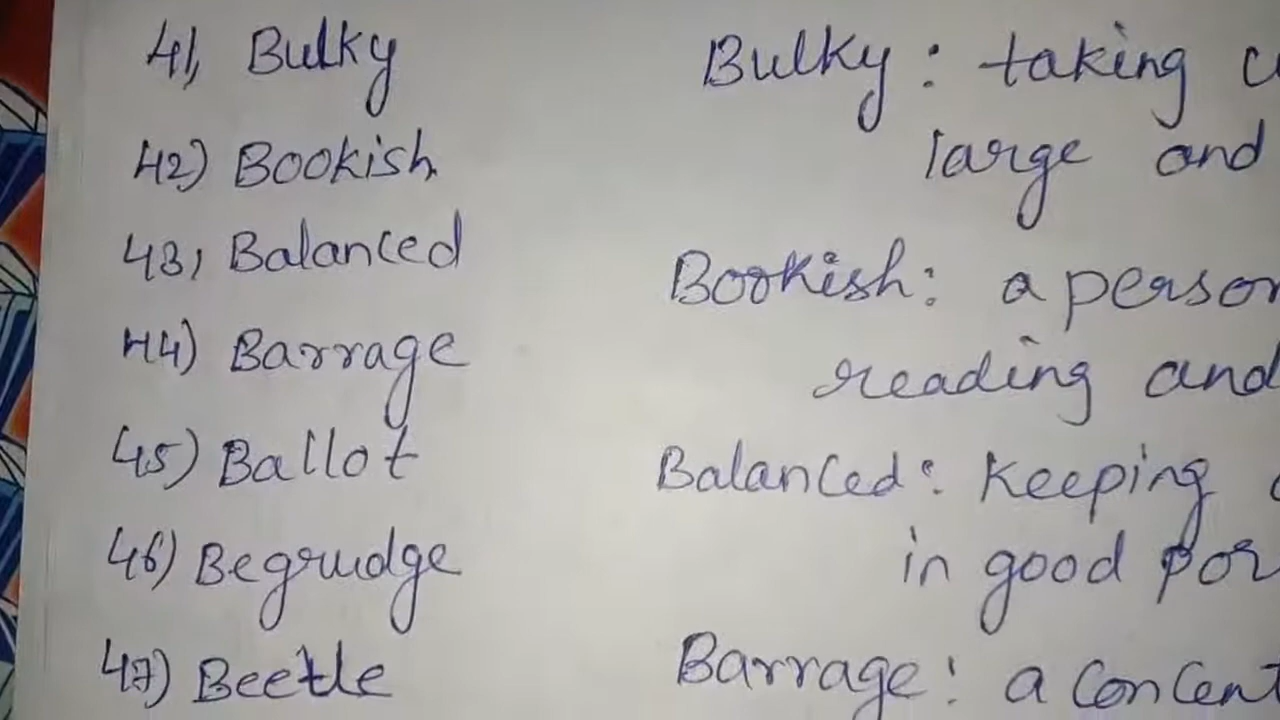 41) Bulky
42) Bookish
43) Balanced
44) Barrage
45) Ballot
46) Begrudge
47) Beetle
Bulky : taking
large and
Bookish : a person
reading and
Balanced : Keeping
in good por
Barrage : a Concent